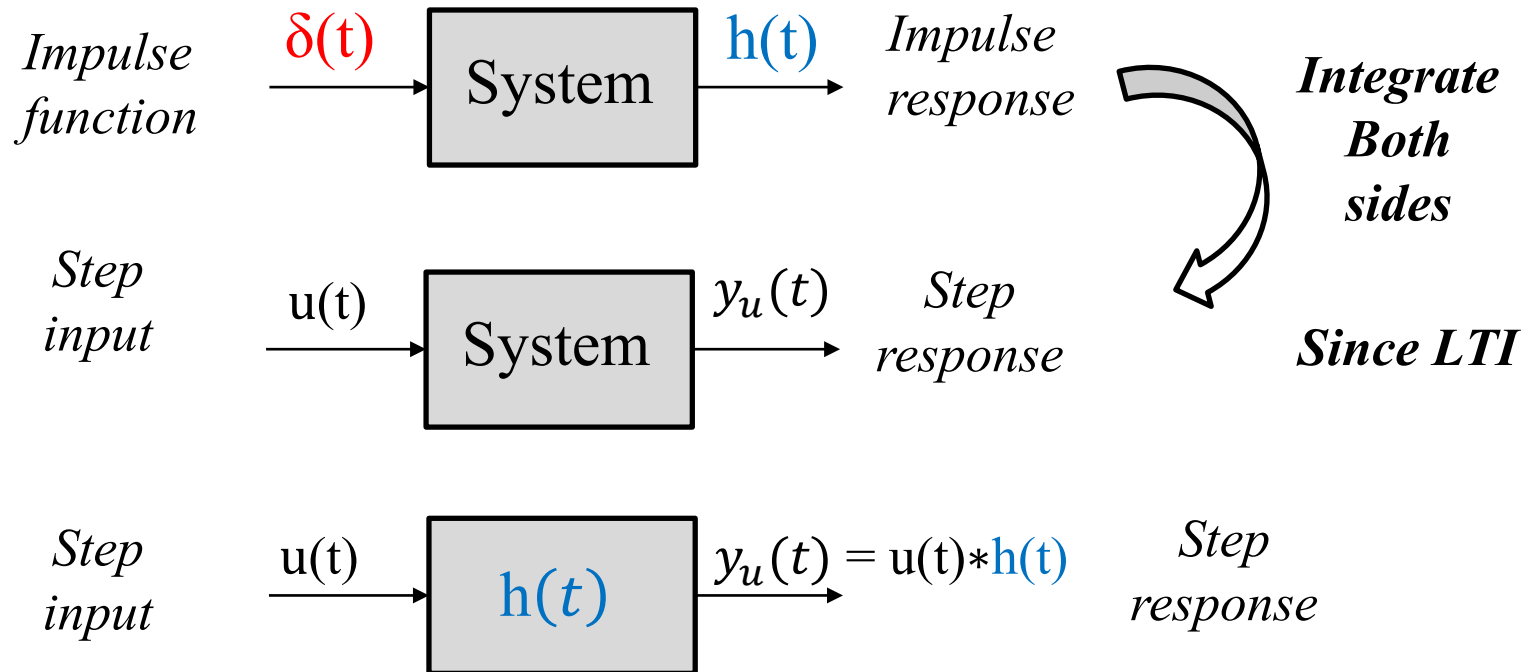 Impulse
function
δ(t)
System
h(t)
Impulse
response
Integrate
Both
sides
Step
input
u(t)
System
y_u(t)
Step
response
Since LTI
Step
input
u(t)
h(t)
y_u(t) = u(t)*h(t)
Step
response